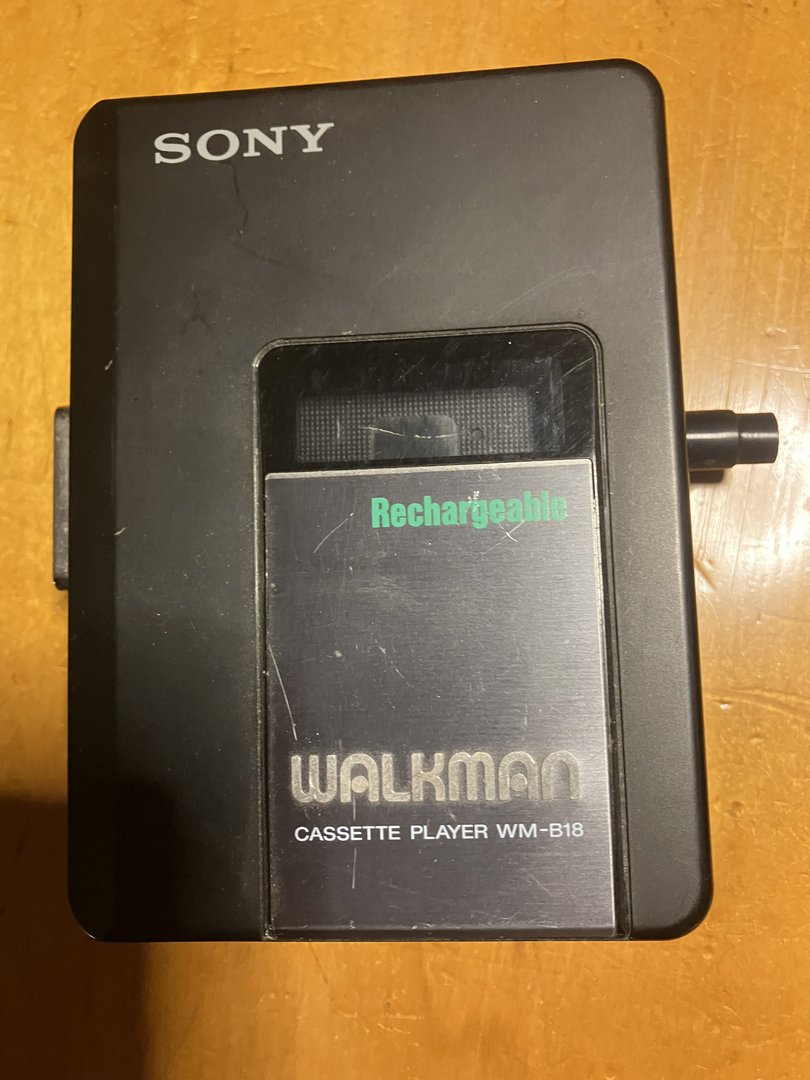 SONY
Rechargeable
WALKMAN
CASSETTE PLAYER WM-B18